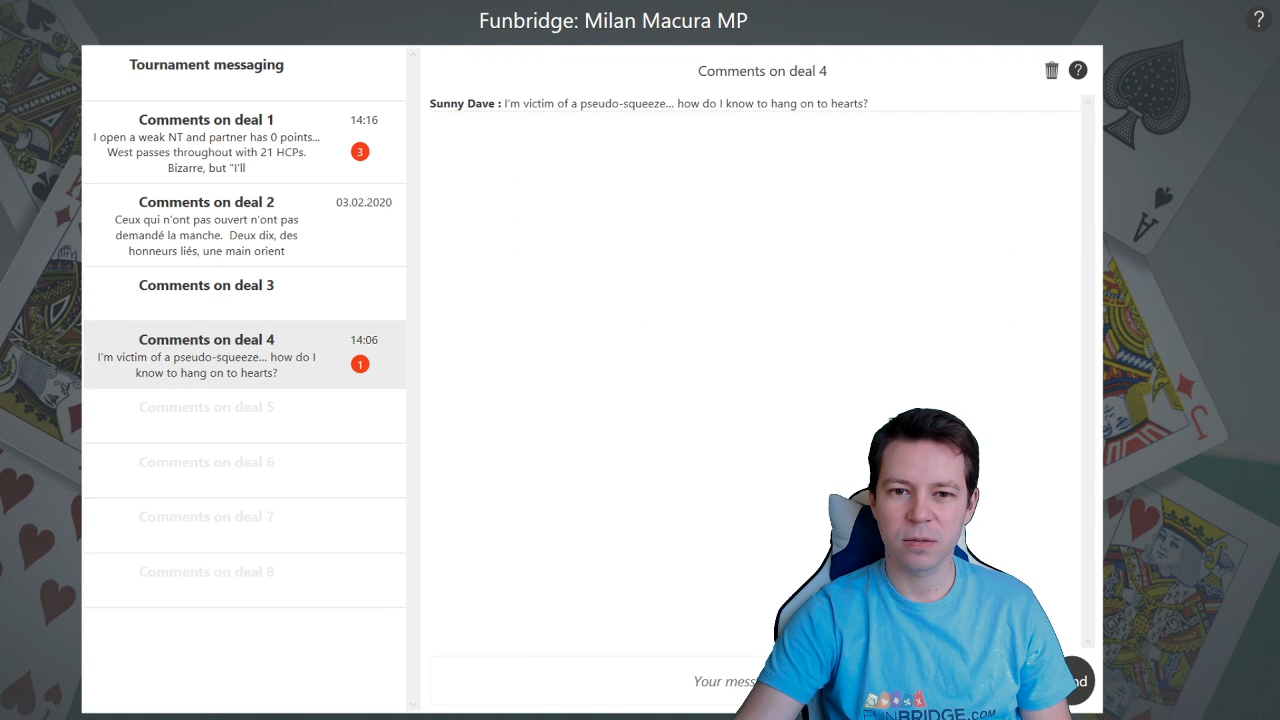 Funbridge: Milan Macura MP
?
Tournament messaging
Comments on deal 1
14:16
I open a weak NT and partner has 0 points...
West passes throughout with 21 HCPs.
Bizarre, but "I'll
3
Comments on deal 2
03.02.2020
Ceux qui n'ont pas ouvert n'ont pas
demandé la manche. Deux dix, des
honneurs liés, une main orient
Comments on deal 3
Comments on deal 4
14:06
I'm victim of a pseudo-squeeze... how do I
know to hang on to hearts?
1
Comments on deal 5
Comments on deal 6
Comments on deal 7
Comments on deal 8
Comments on deal 4
?
Sunny Dave : I'm victim of a pseudo-squeeze... how do I know to hang on to hearts?
Your mess
nd
FUNBRIDGE.COM
A
J